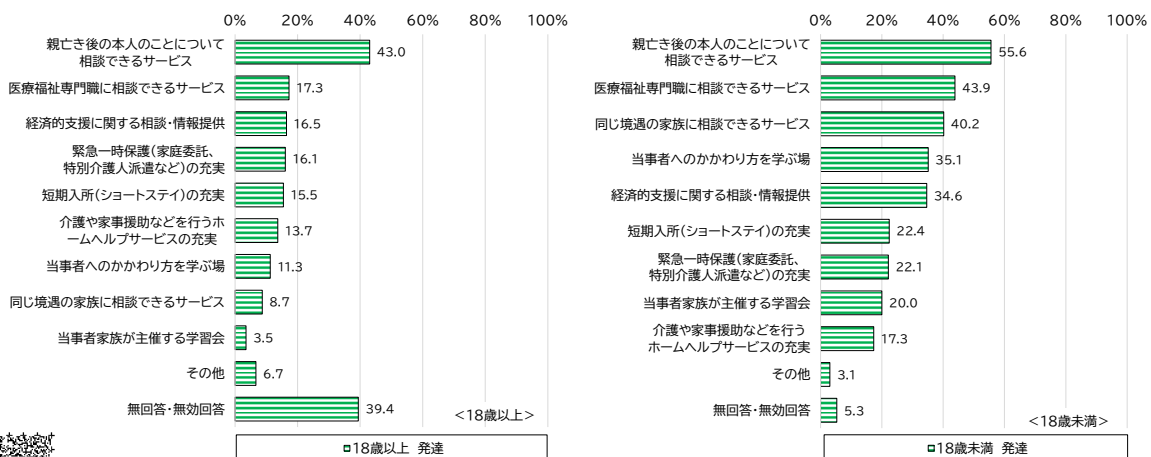 0% 20% 40% 60% 80% 100%
親亡き後の本人のことについて
相談できるサービス
43.0
医療福祉専門職に相談できるサービス
17.3
経済的支援に関する相談・情報提供
16.5
緊急一時保護(家庭委託、
特別介護人派遣など)の充実
16.1
短期入所(ショートステイ)の充実
15.5
介護や家事援助などを行うホ
ームヘルプサービスの充実
13.7
当事者へのかかわり方を学ぶ場
11.3
同じ境遇の家族に相談できるサービス
8.7
当事者家族が主催する学習会
3.5
その他
6.7
無回答・無効回答
39.4
<18歳以上>
18歳以上 発達
0% 20% 40% 60% 80% 100%
親亡き後の本人のことについて
相談できるサービス
55.6
医療福祉専門職に相談できるサービス
43.9
同じ境遇の家族に相談できるサービス
40.2
当事者へのかかわり方を学ぶ場
35.1
経済的支援に関する相談・情報提供
34.6
短期入所(ショートステイ)の充実
22.4
緊急一時保護(家庭委託、
特別介護人派遣など)の充実
22.1
当事者家族が主催する学習会
20.0
介護や家事援助などを行う
ホームヘルプサービスの充実
17.3
その他
3.1
無回答・無効回答
5.3
<18歳未満>
18歳未満 発達